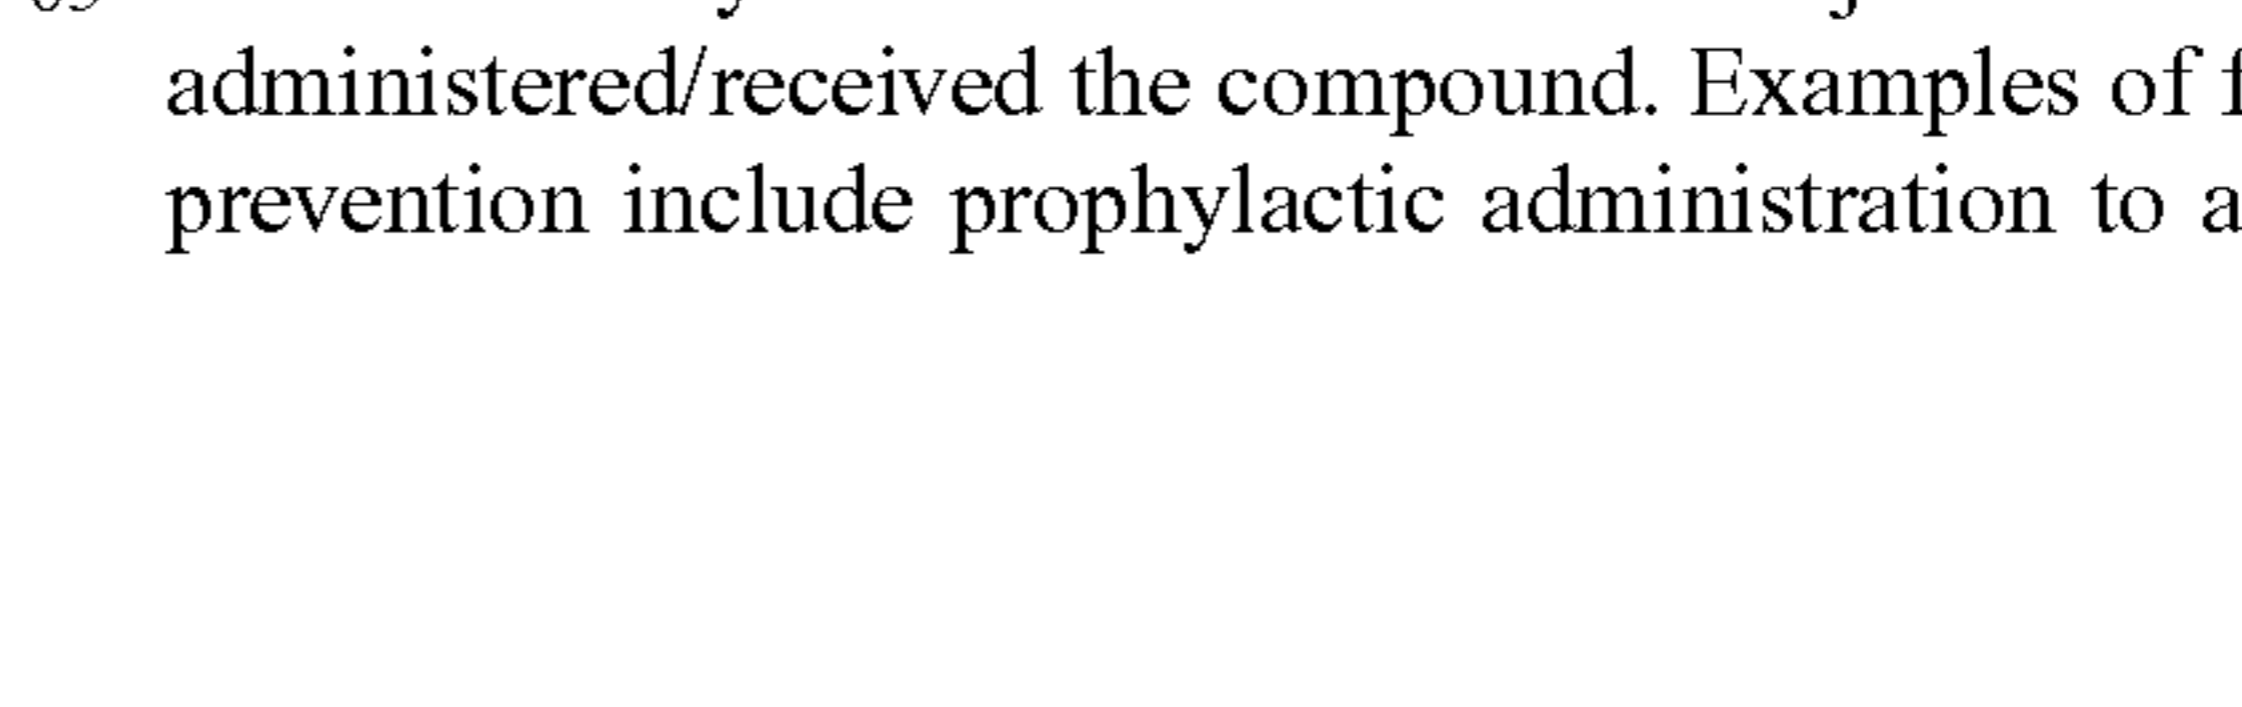 administered/received the compound. Examples of
prevention include prophylactic administration to a